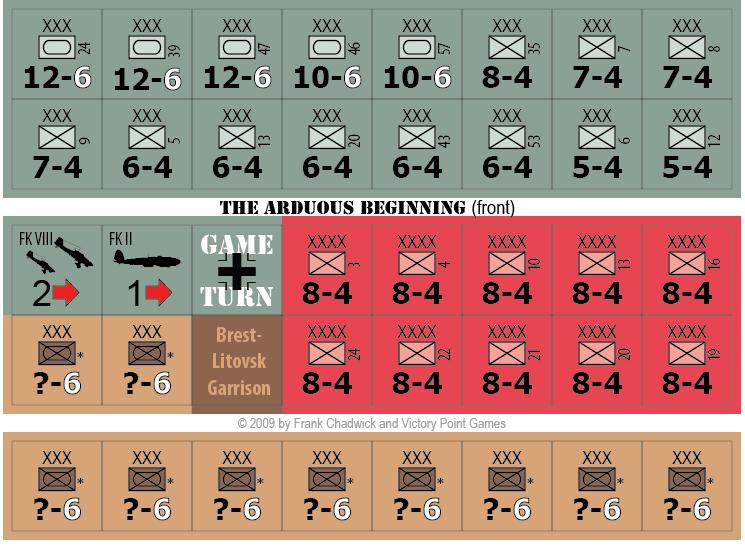 XXX XXX XXX XXX XXX XXX XXX XXX
24 39 47 46 57 35 7 8
12-6 12-6 12-6 10-6 10-6 8-4 7-4 7-4
XXX XXX XXX XXX XXX XXX XXX XXX
9 5 13 20 43 53 6 12
7-4 6-4 6-4 6-4 6-4 6-4 5-4 5-4
THE ARDUOUS BEGINNING (front)
FK VIII FK II GAME XXXX XXXX XXXX XXXX XXXX
3 4 10 13 16
2 1 TURN 8-4 8-4 8-4 8-4 8-4
XXX XXX Brest- XXXX XXXX XXXX XXXX XXXX
* * Litovsk 24 22 21 20 19
?-6 ?-6 Garrison 8-4 8-4 8-4 8-4 8-4
© 2009 by Frank Chadwick and Victory Point Games
XXX XXX XXX XXX XXX XXX XXX XXX
* * * * * * * *
?-6 ?-6 ?-6 ?-6 ?-6 ?-6 ?-6 ?-6